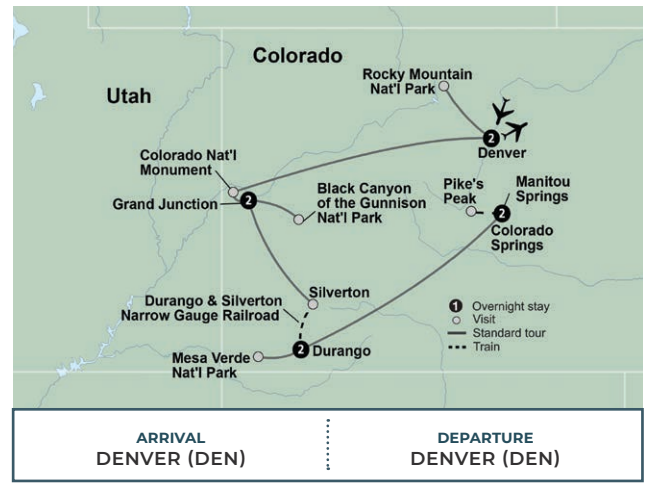 Colorado
Utah
Rocky Mountain
Nat'l Park
2
Denver
Colorado Nat'l
Monument
Grand Junction
2
Black Canyon
of the Gunnison
Nat'l Park
Pike's
Peak
Manitou
Springs
2
Colorado
Springs
Silverton
Durango & Silverton
Narrow Gauge Railroad
2
Durango
Mesa Verde
Nat'l Park
1 Overnight stay
Visit
Standard tour
Train
ARRIVAL
DENVER (DEN)
DEPARTURE
DENVER (DEN)